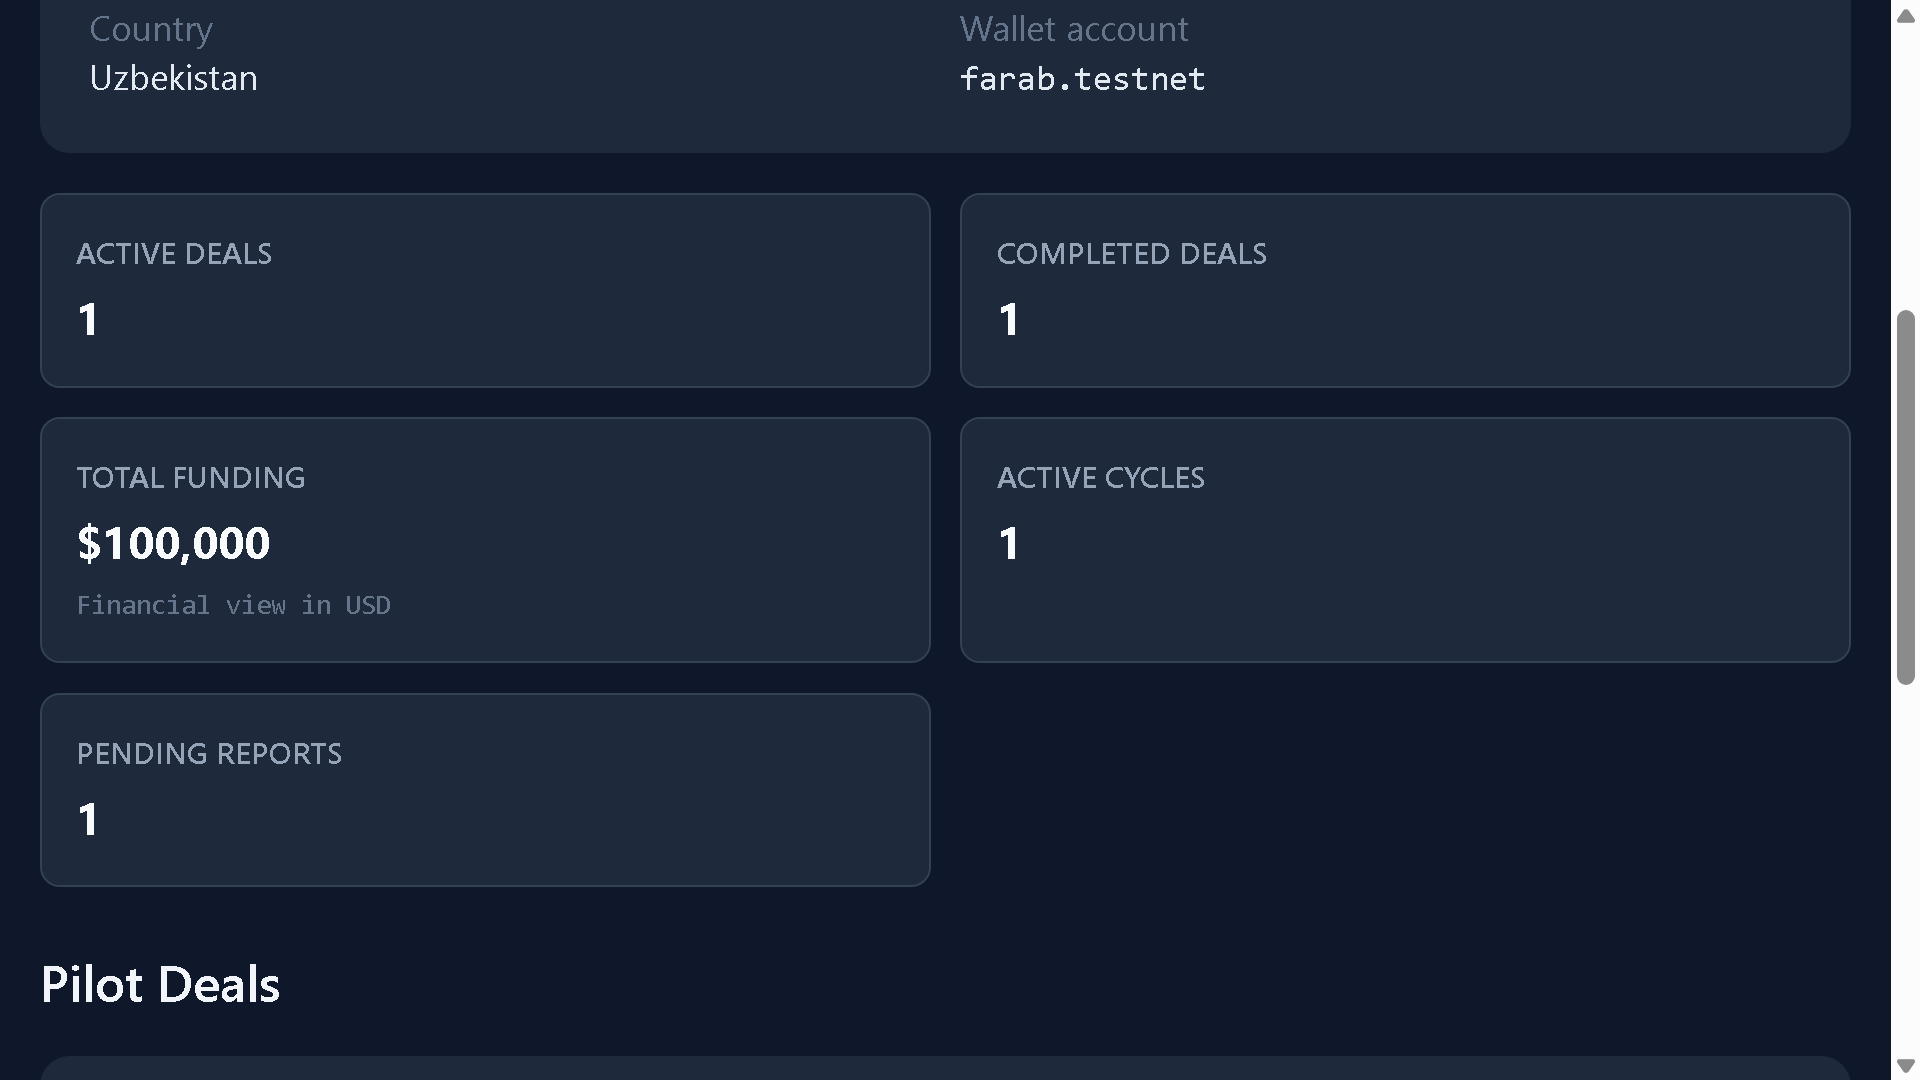 Country
Uzbekistan
Wallet account
farab.testnet
ACTIVE DEALS
1
COMPLETED DEALS
1
TOTAL FUNDING
$100,000
Financial view in USD
ACTIVE CYCLES
1
PENDING REPORTS
1
Pilot Deals